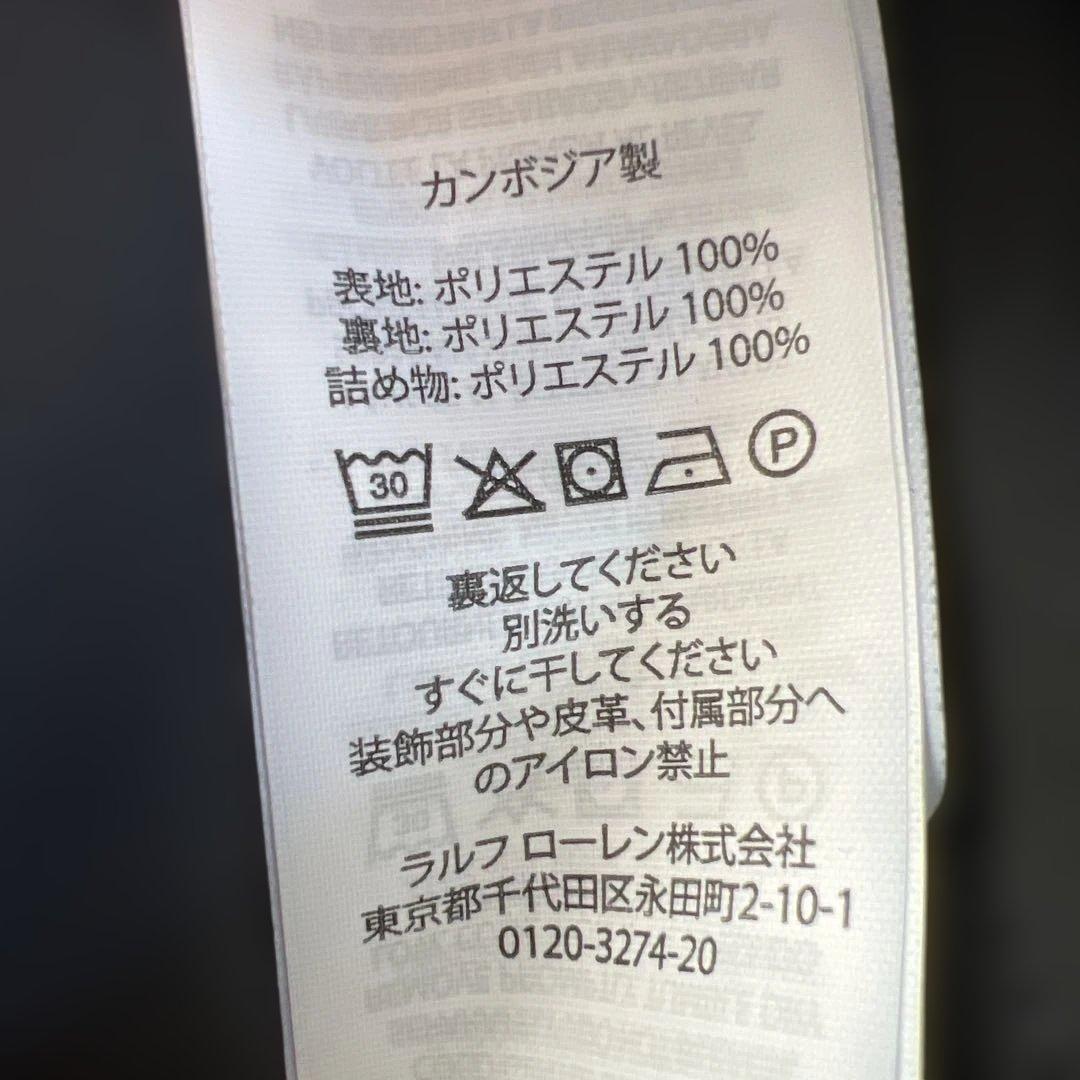 カンボジア製
表地: ポリエステル 100%
裏地: ポリエステル 100%
詰め物: ポリエステル 100%
30
P
裏返してください
別洗いする
すぐに干してください
装飾部分や皮革、付属部分へ
のアイロン禁止
ラルフ ローレン株式会社
東京都千代田区永田町2-10-1
0120-3274-20